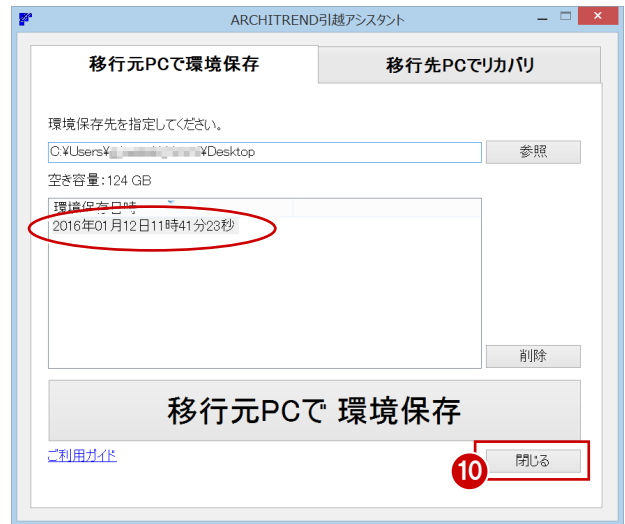 ARCHITREND引越アシスタント
移行元PCで環境保存
移行先PCでリカバリ
環境保存先を指定してください。
C:¥Users¥ ¥Desktop
参照
空き容量:124 GB
環境保存日時
2016年01月12日11時41分23秒
削除
移行元PCで 環境保存
ご利用ガイド
10
閉じる